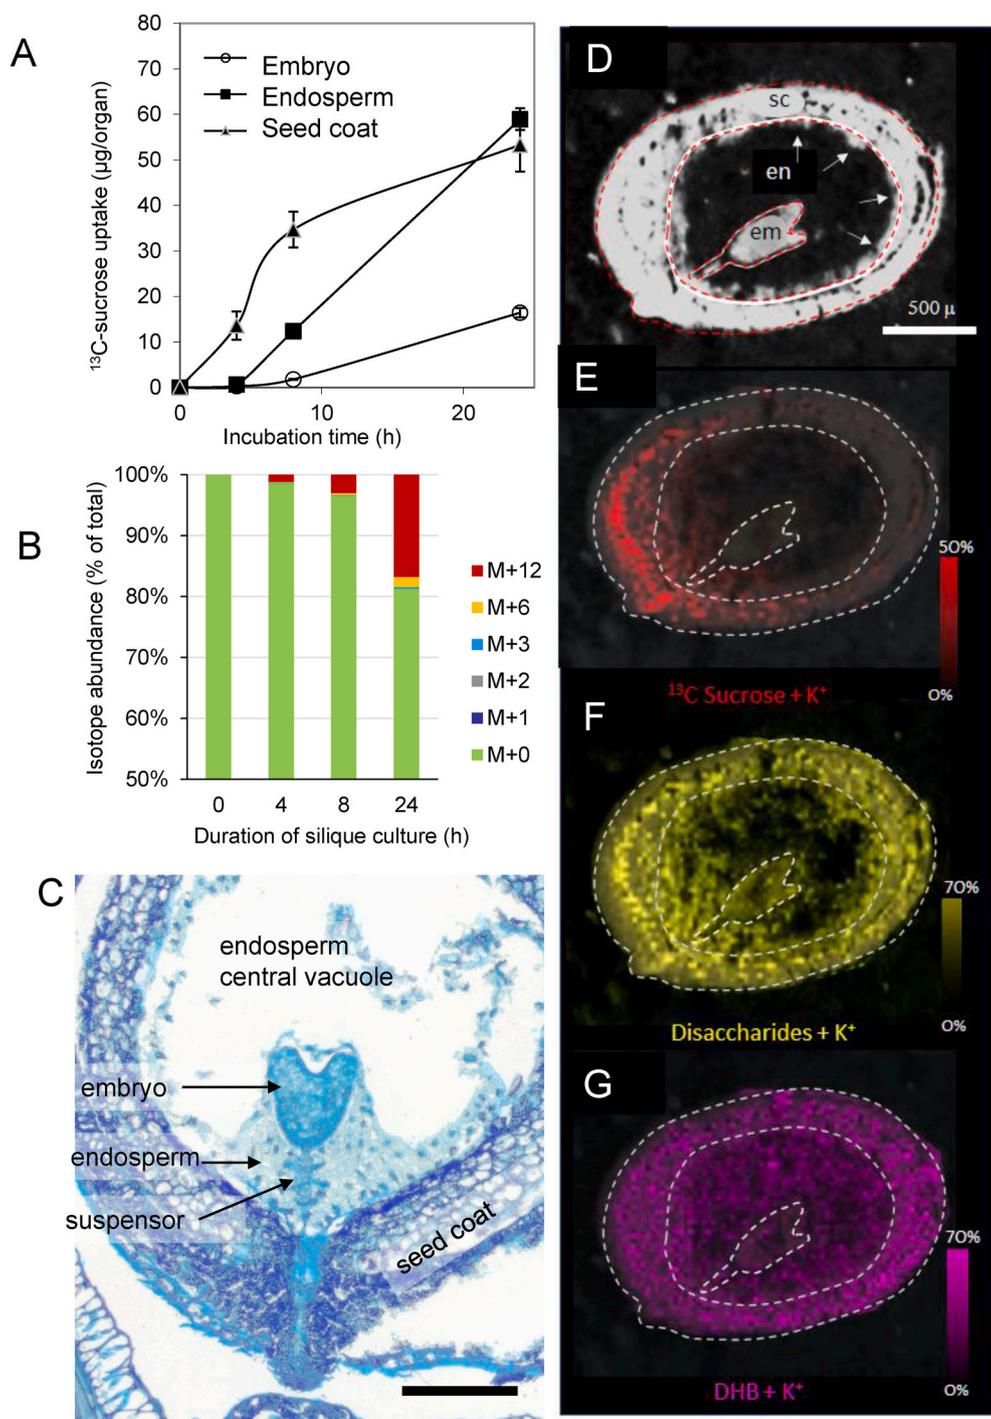 A
80
70
60
50
40
30
20
10
0
¹³C-sucrose uptake (µg/organ)
Embryo
Endosperm
Seed coat
0
10
20
Incubation time (h)
B
100%
90%
80%
70%
60%
50%
Isotope abundance (% of total)
M+12
M+6
M+3
M+2
M+1
M+0
0
4
8
24
Duration of silique culture (h)
C
endosperm
central vacuole
embryo
endosperm
suspensor
seed coat
D
sc
en
em
500 µ
E
50%
0%
¹³C Sucrose + K⁺
F
70%
0%
Disaccharides + K⁺
G
70%
0%
DHB + K⁺